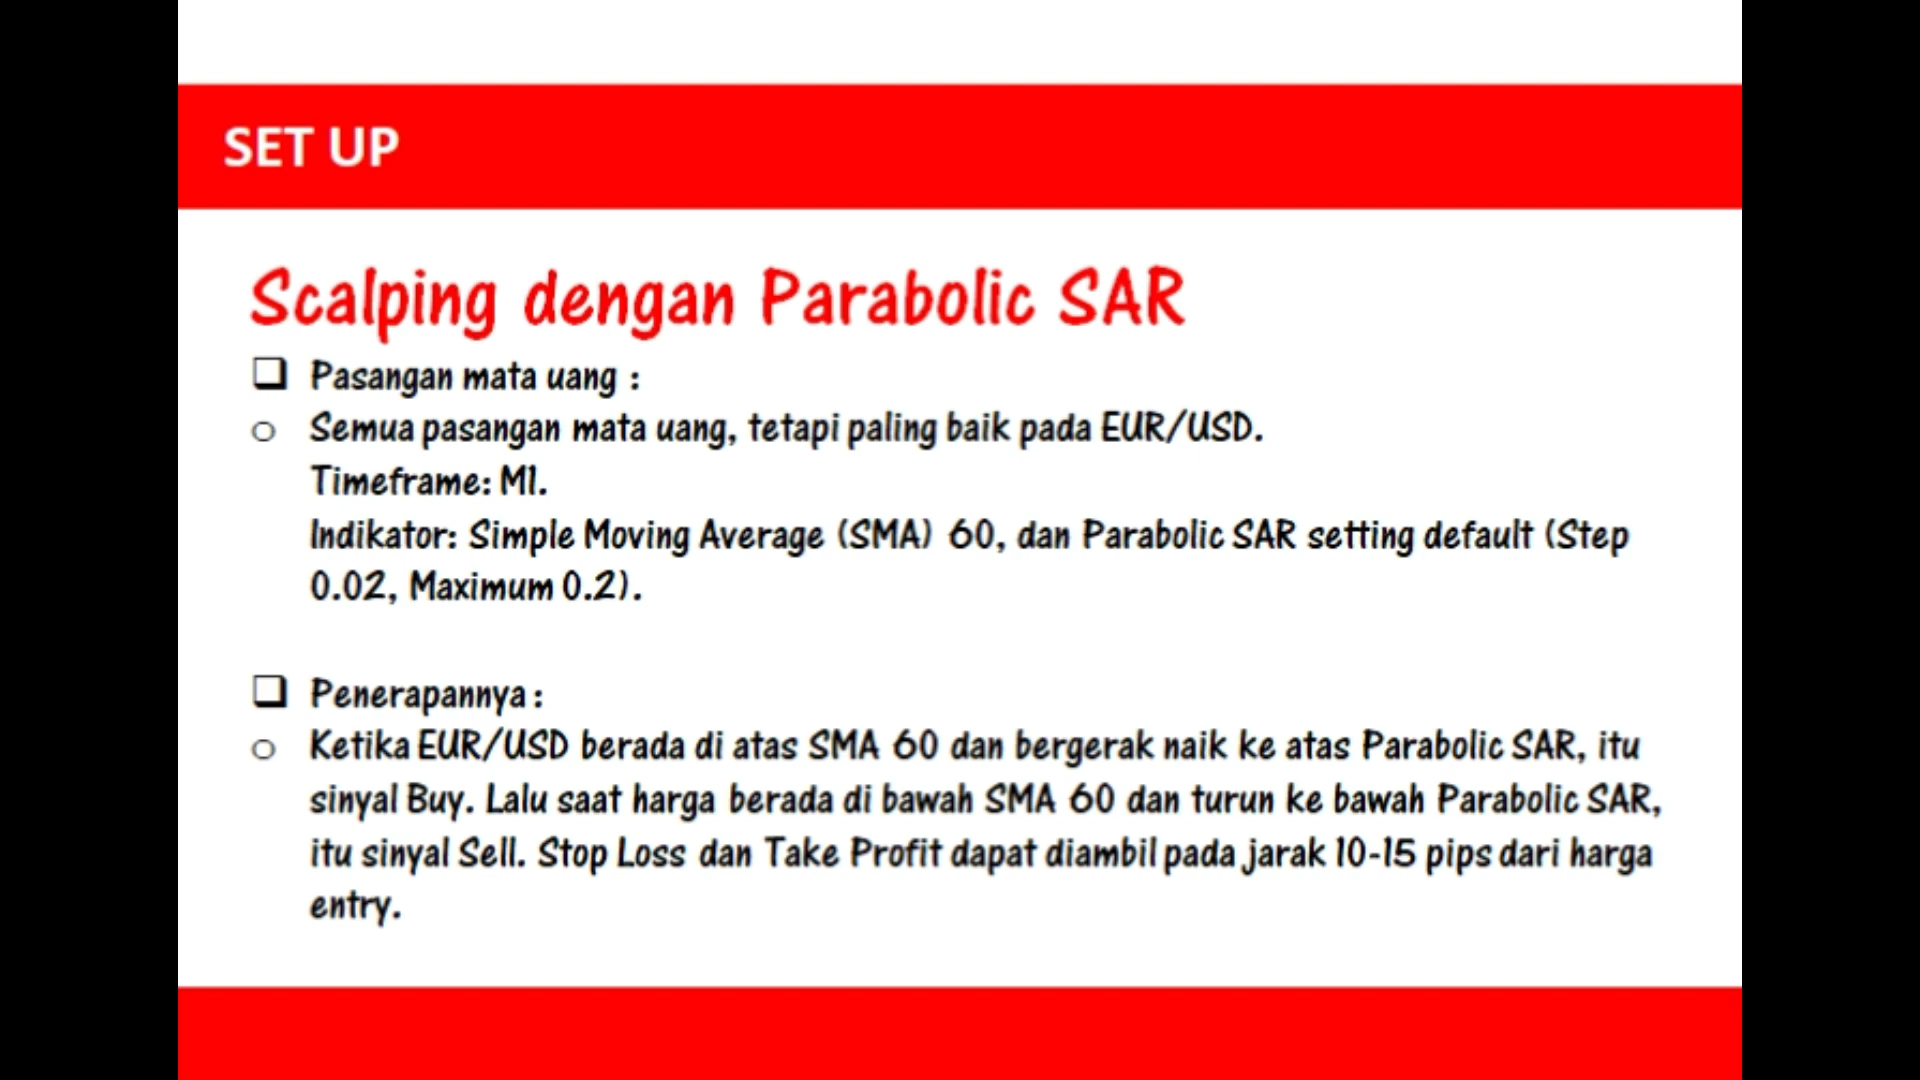 SET UP
Scalping dengan Parabolic SAR
❑ Pasangan mata uang :
○ Semua pasangan mata uang, tetapi paling baik pada EUR/USD.
Timeframe: M1.
Indikator: Simple Moving Average (SMA) 60, dan Parabolic SAR setting default (Step
0.02, Maximum 0.2).
❑ Penerapannya :
○ Ketika EUR/USD berada di atas SMA 60 dan bergerak naik ke atas Parabolic SAR, itu
sinyal Buy. Lalu saat harga berada di bawah SMA 60 dan turun ke bawah Parabolic SAR,
itu sinyal Sell. Stop Loss dan Take Profit dapat diambil pada jarak 10-15 pips dari harga
entry.